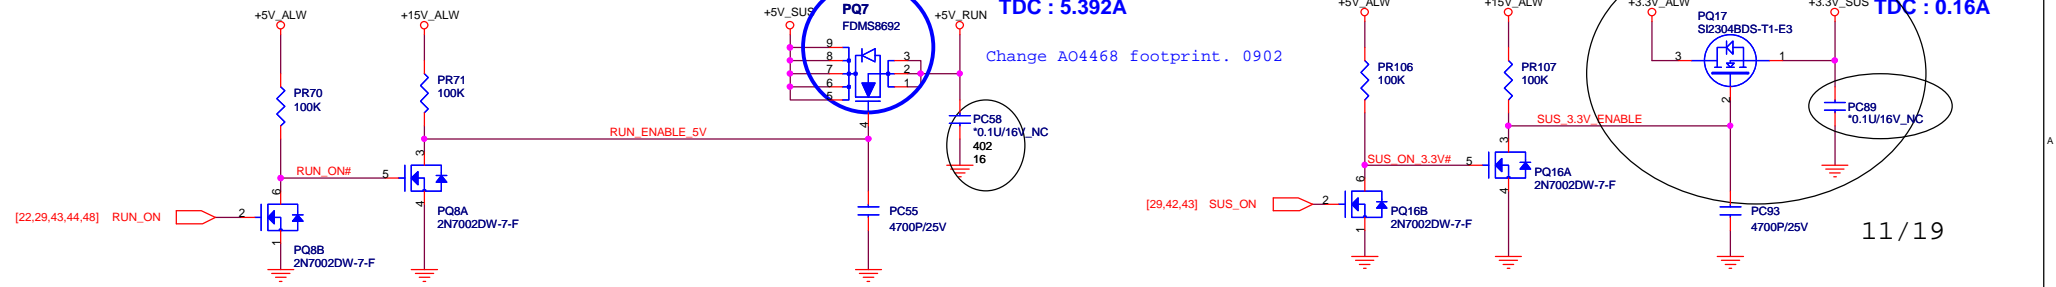 +5V_ALW
+15V_ALW
+5V_SUS
PQ7
FDMS8692
+5V_RUN
TDC : 5.392A
Change AO4468 footprint. 0902
9
8
7
6
5
3
2
1
4
PR70
100K
PR71
100K
RUN_ENABLE_5V
PC58
*0.1U/16V_NC
402
16
RUN_ON#
5
3
4
6
[22,29,43,44,48] RUN_ON
2
1
PQ8A
2N7002DW-7-F
PQ8B
2N7002DW-7-F
PC55
4700P/25V
+5V_ALW
+15V_ALW
+3.3V_ALW
+3.3V_SUS
TDC : 0.16A
PQ17
SI2304BDS-T1-E3
3
1
2
PR106
100K
PR107
100K
PC89
*0.1U/16V_NC
SUS_3.3V_ENABLE
SUS_ON_3.3V#
5
3
4
6
PQ16A
2N7002DW-7-F
[29,42,43] SUS_ON
2
1
PQ16B
2N7002DW-7-F
PC93
4700P/25V
11/19
A